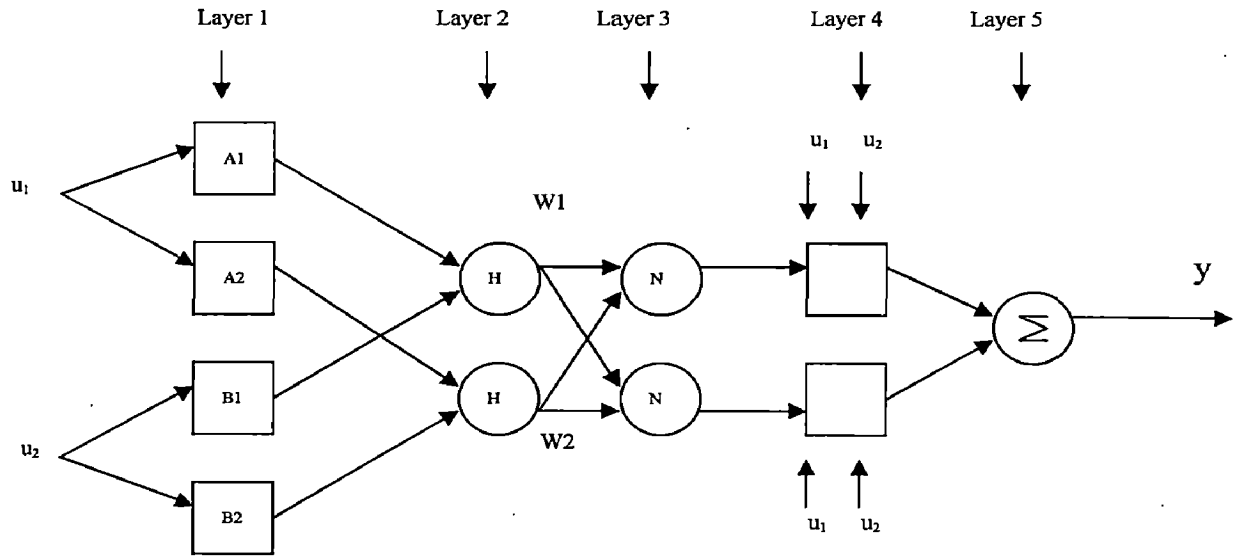 Layer 1 Layer 2 Layer 3 Layer 4 Layer 5
u₁ u₂
A1
u₁
W1
A2 H N y
Σ
B1 H N
W2
u₂
B2
u₁ u₂